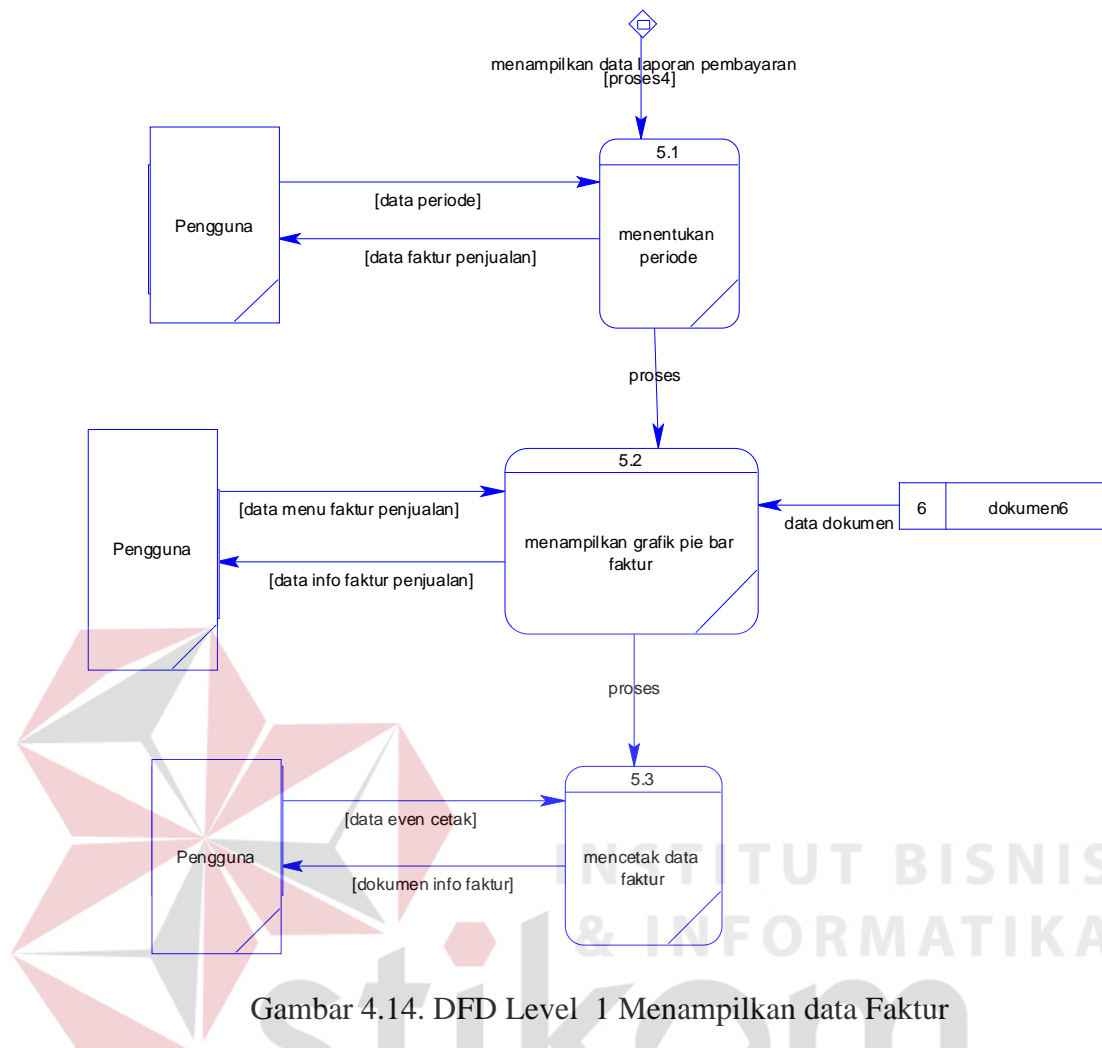 menampilkan data laporan pembayaran
[proses4]
5.1
[data periode]
Pengguna
menentukan
periode
[data faktur penjualan]
proses
5.2
[data menu faktur penjualan]
6
dokumen6
data dokumen
Pengguna
menampilkan grafik pie bar
faktur
[data info faktur penjualan]
proses
5.3
[data even cetak]
Pengguna
mencetak data
faktur
[dokumen info faktur]
INSTITUT BISNIS
& INFORMATIKA
stikom
Gambar 4.14. DFD Level 1 Menampilkan data Faktur